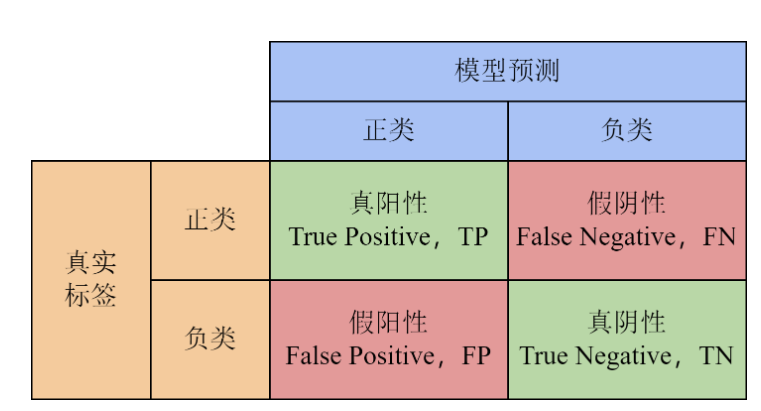 模型预测
正类
负类
真实
标签
正类
真阳性
True Positive，TP
假阴性
False Negative，FN
负类
假阳性
False Positive，FP
真阴性
True Negative，TN